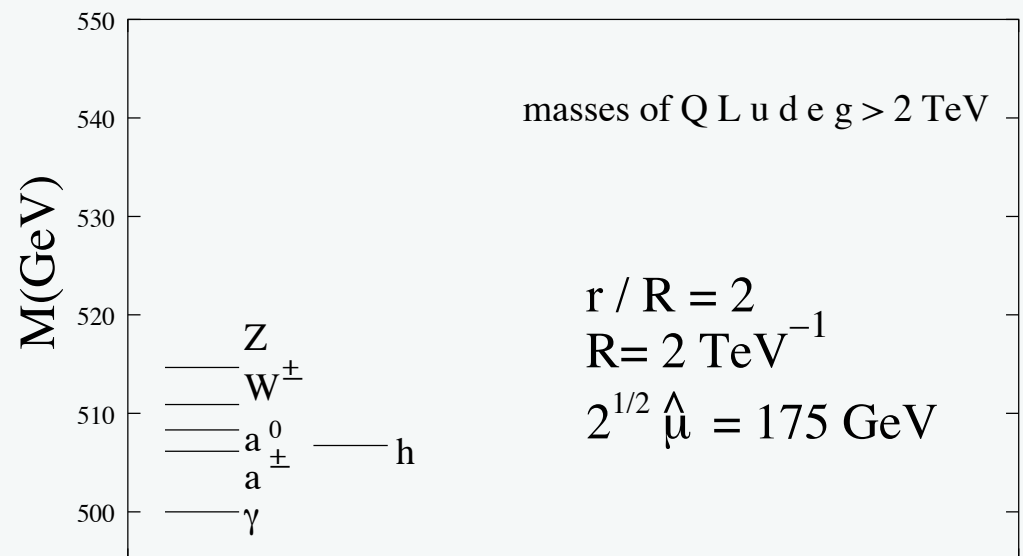 550
masses of Q L u d e g > 2 TeV
540
M(GeV)
530
r / R = 2
520
R= 2 TeV⁻¹
Z
W±
2^1/2 μ̂ = 175 GeV
510
a⁰
h
a±
500
γ